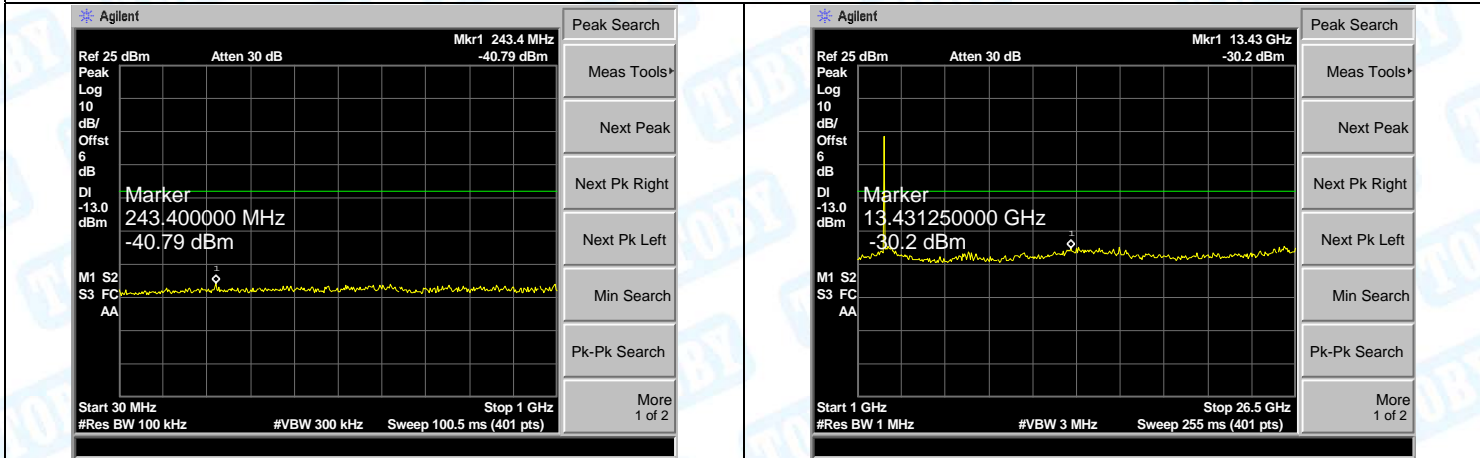 Agilent
Peak Search
Mkr1 243.4 MHz
Ref 25 dBm Atten 30 dB -40.79 dBm
Peak
Log
10
dB/
Offst
6
dB
DI
-13.0
dBm
Marker
243.400000 MHz
-40.79 dBm
1
M1 S2
S3 FC
AA
Start 30 MHz Stop 1 GHz
#Res BW 100 kHz #VBW 300 kHz Sweep 100.5 ms (401 pts)
Meas Tools
Next Peak
Next Pk Right
Next Pk Left
Min Search
Pk-Pk Search
More
1 of 2
Agilent
Peak Search
Mkr1 13.43 GHz
Ref 25 dBm Atten 30 dB -30.2 dBm
Peak
Log
10
dB/
Offst
6
dB
DI
-13.0
dBm
Marker
13.431250000 GHz
-30.2 dBm
1
M1 S2
S3 FC
AA
Start 1 GHz Stop 26.5 GHz
#Res BW 1 MHz #VBW 3 MHz Sweep 255 ms (401 pts)
Meas Tools
Next Peak
Next Pk Right
Next Pk Left
Min Search
Pk-Pk Search
More
1 of 2
TOBY